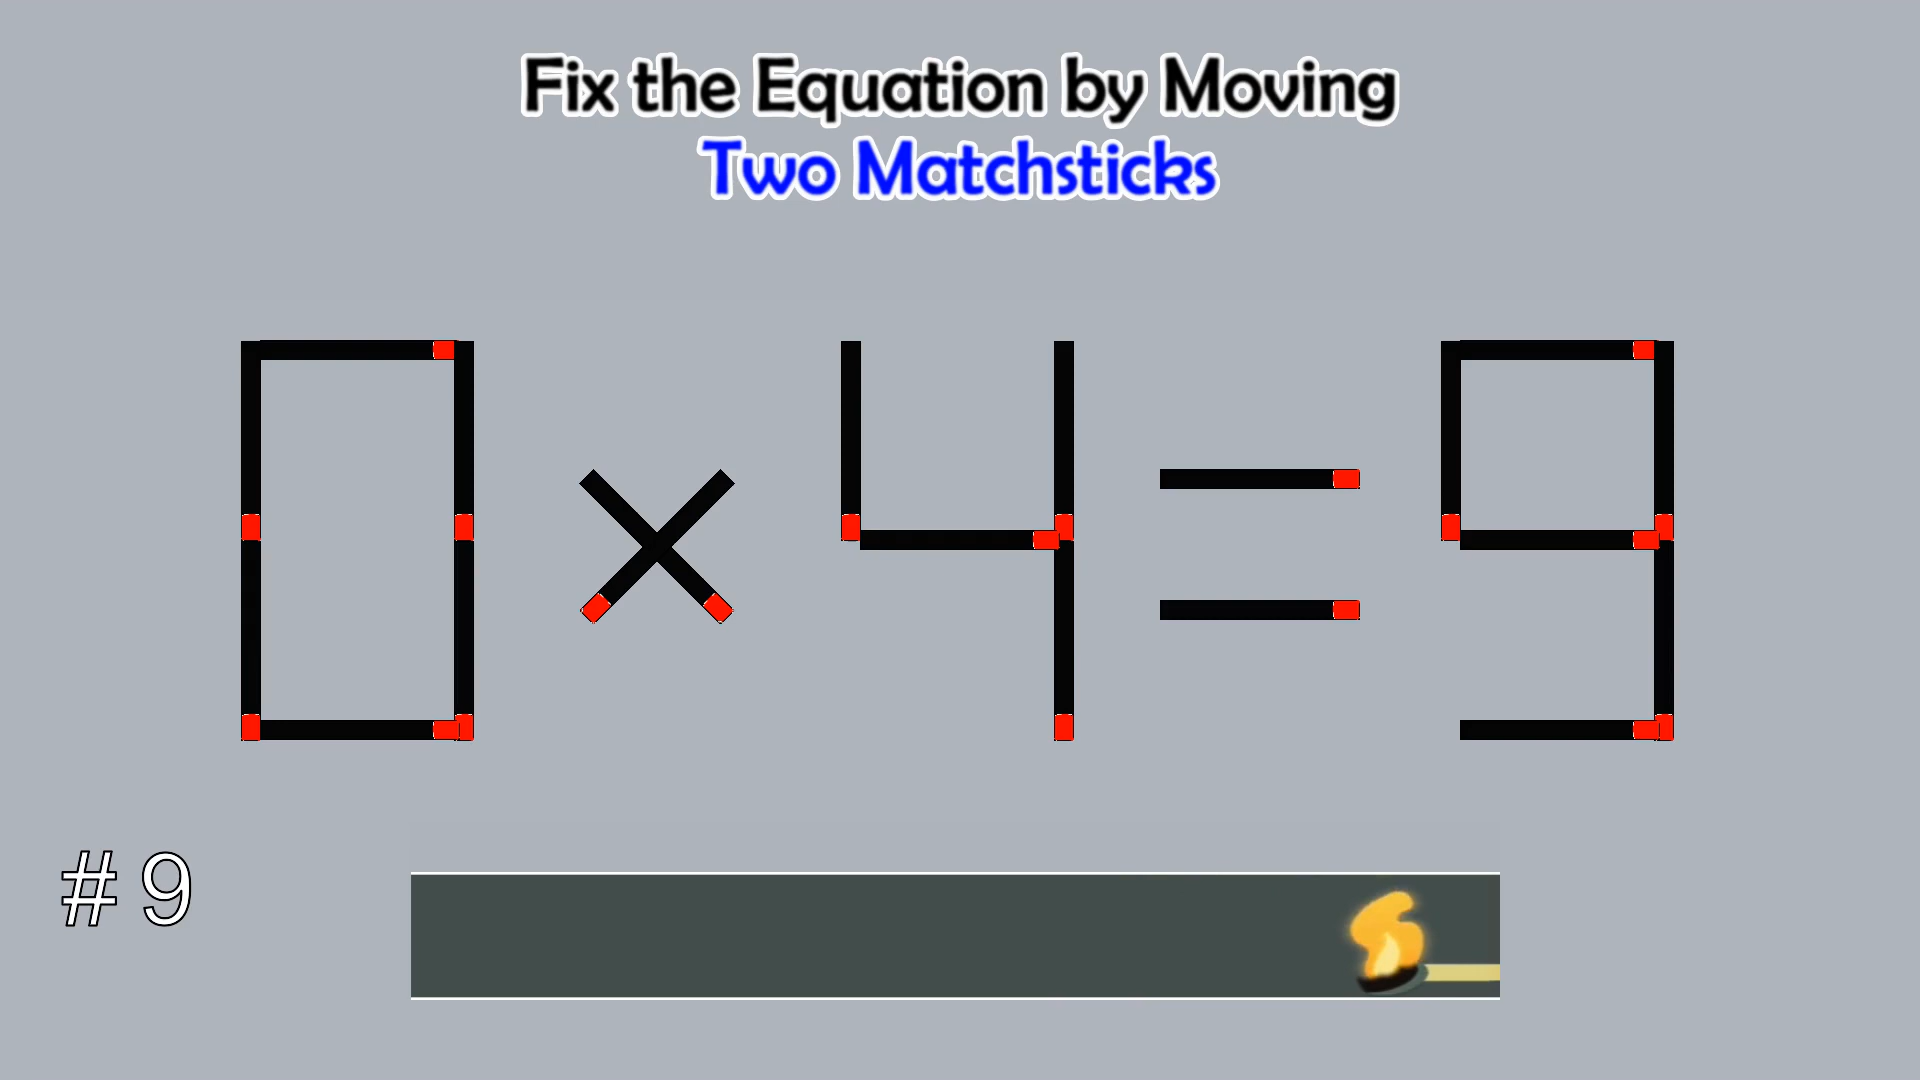 Fix the Equation by Moving
Two Matchsticks
0 × 4 = 9
# 9